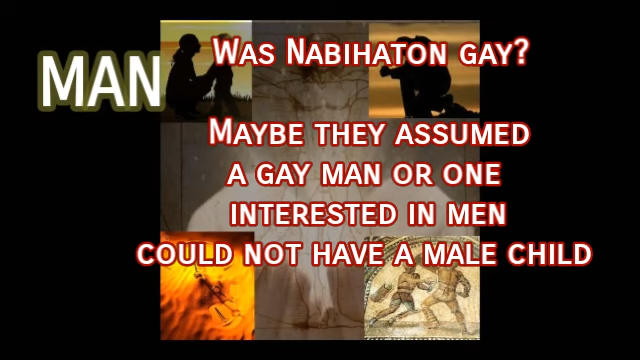 MAN
Was Nabihaton gay?
Maybe they assumed
a gay man or one
interested in men
could not have a male child